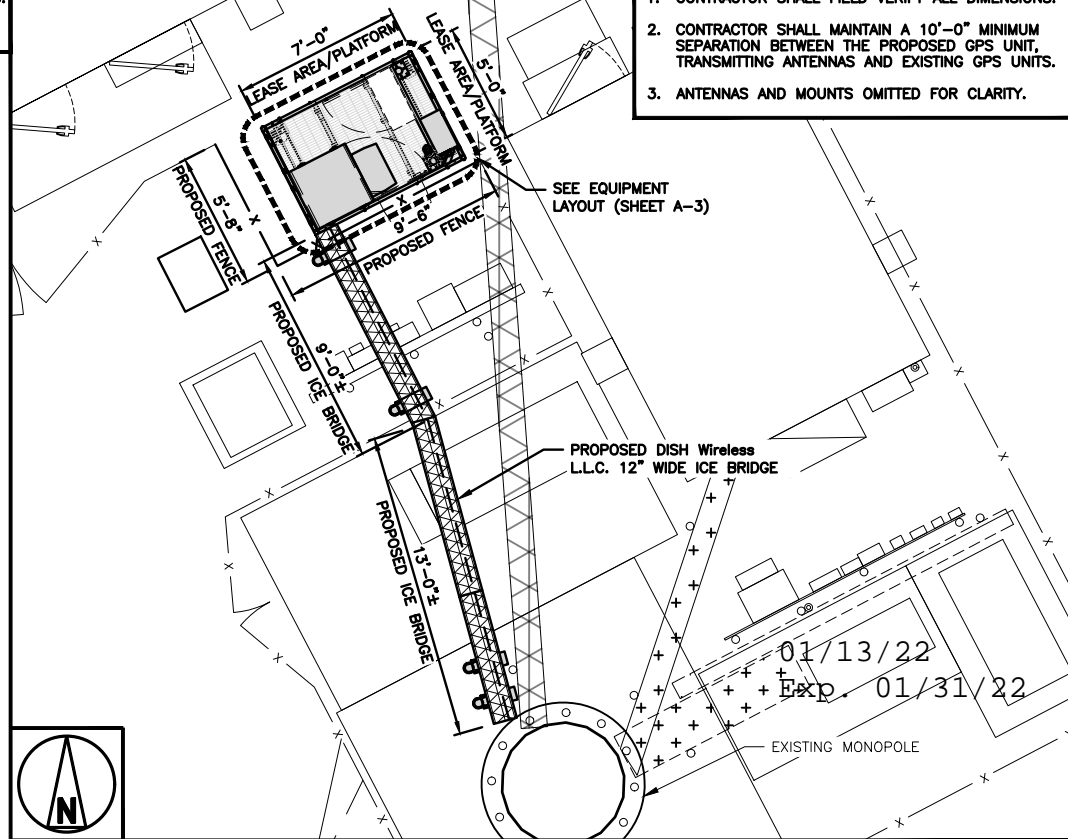 1. CONTRACTOR SHALL FIELD VERIFY ALL DIMENSIONS.
2. CONTRACTOR SHALL MAINTAIN A 10'-0" MINIMUM
SEPARATION BETWEEN THE PROPOSED GPS UNIT,
TRANSMITTING ANTENNAS AND EXISTING GPS UNITS.
3. ANTENNAS AND MOUNTS OMITTED FOR CLARITY.
7'-0"
LEASE AREA/PLATFORM
5'-0"
LEASE
AREA/PLATFORM
SEE EQUIPMENT
LAYOUT (SHEET A-3)
5'-8"
PROPOSED FENCE
9'-6"
PROPOSED FENCE
9'-0"±
PROPOSED ICE BRIDGE
PROPOSED DISH Wireless
L.L.C. 12" WIDE ICE BRIDGE
13'-0"±
PROPOSED ICE BRIDGE
01/13/22
Exp. 01/31/22
EXISTING MONOPOLE
N